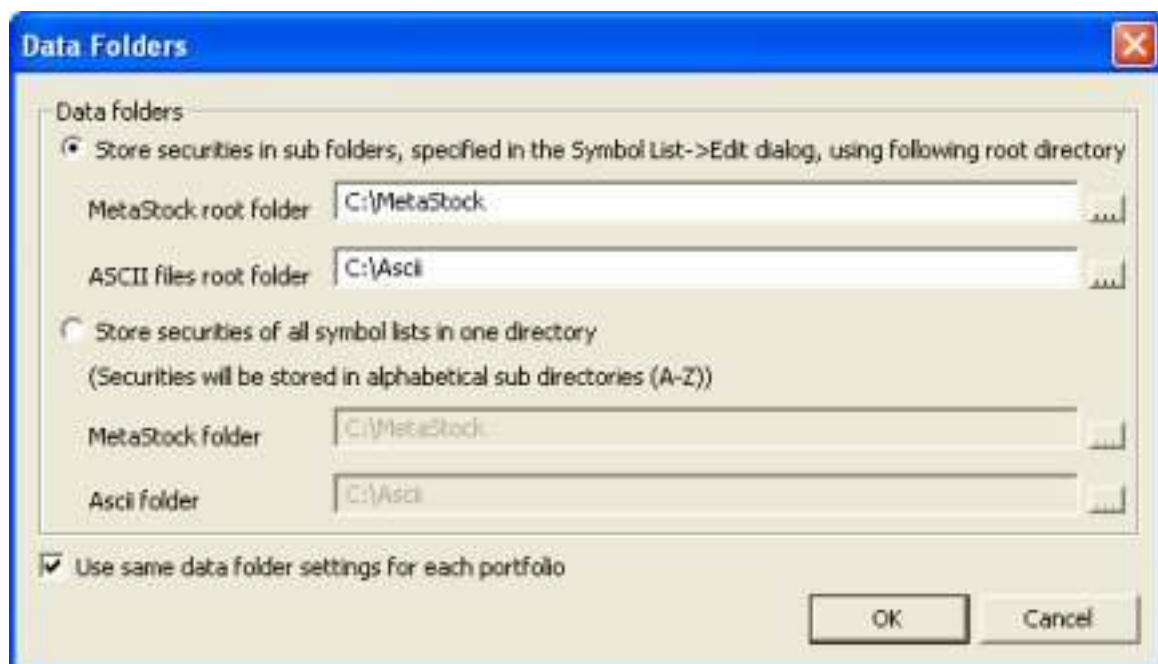 Data Folders
Data folders
Store securities in sub folders, specified in the Symbol List->Edit dialog, using following root directory
MetaStock root folder C:\MetaStock ...
ASCII files root folder C:\Ascii ...
Store securities of all symbol lists in one directory
(Securities will be stored in alphabetical sub directories (A-Z))
MetaStock folder C:\MetaStock ...
Ascii folder C:\Ascii ...
Use same data folder settings for each portfolio
OK Cancel